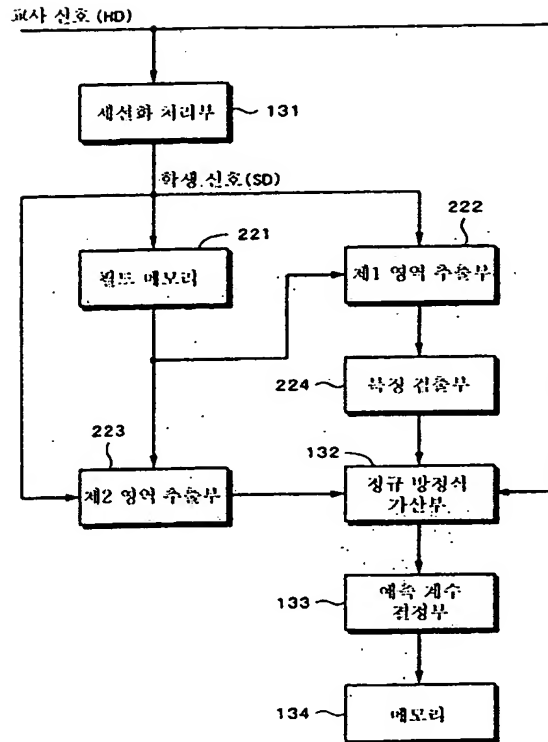 교사 신호 (HD)
세선화 처리부
131
학생 신호(SD)
221
222
필드 메모리
제1 영역 추출부
224
특징 검출부
223
132
제2 영역 추출부
정규 방정식
가산부
133
예측 계수
결정부
134
메모리